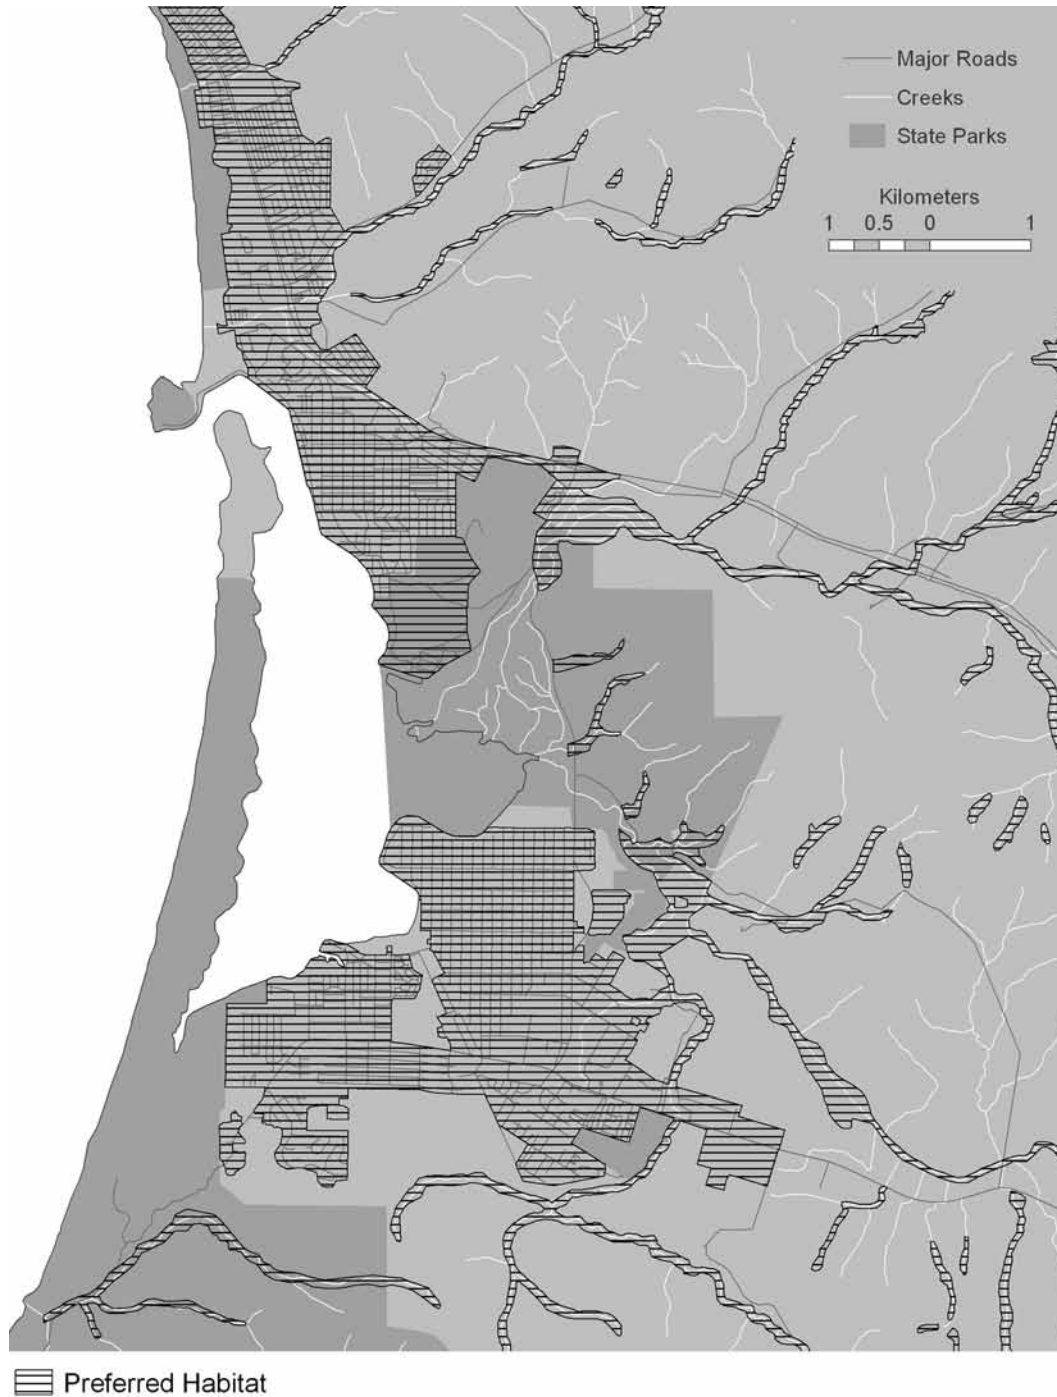 Major Roads
Creeks
State Parks
Kilometers
1 0.5 0 1
Preferred Habitat